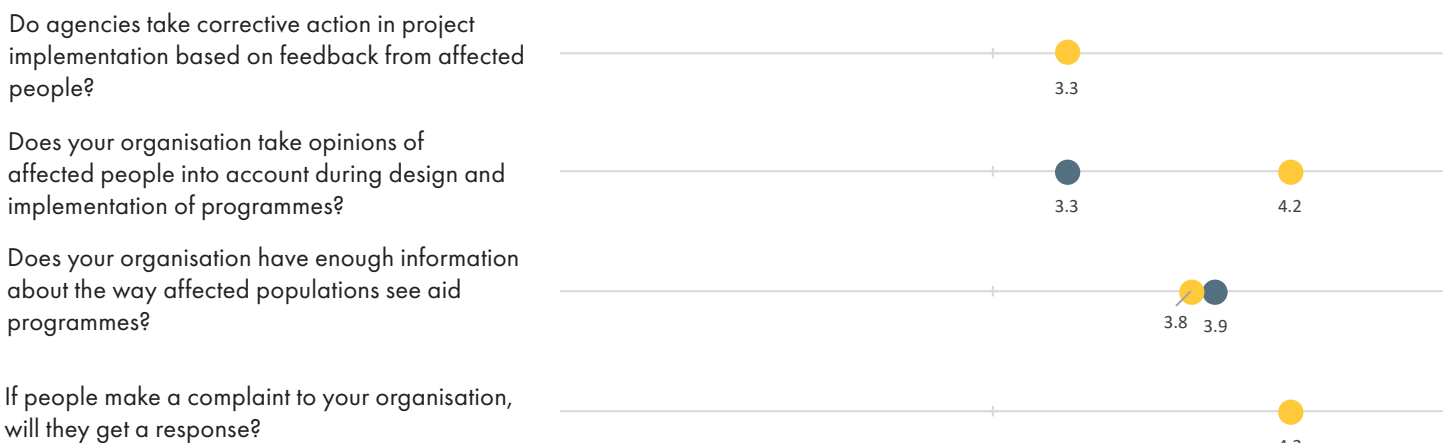 Do agencies take corrective action in project
implementation based on feedback from affected
people?
3.3
Does your organisation take opinions of
affected people into account during design and
implementation of programmes?
3.3 4.2
Does your organisation have enough information
about the way affected populations see aid
programmes?
3.8 3.9
If people make a complaint to your organisation,
will they get a response?